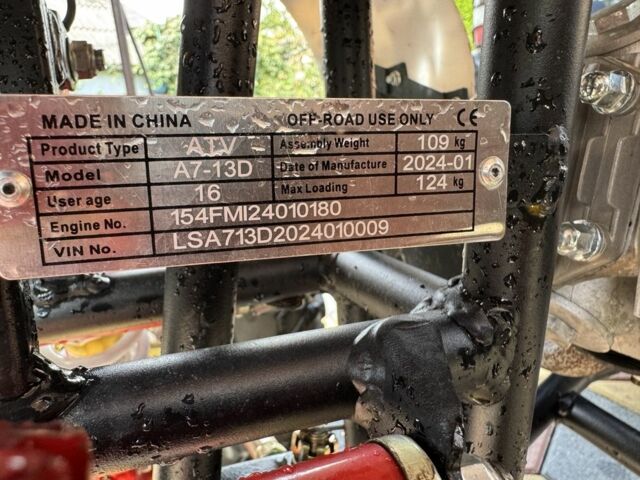 MADE IN CHINA OFF-ROAD USE ONLY CE
Product Type ATV Assembly Weight 109 kg
Model A7-13D Date of Manufacture 2024-01
User age 16 Max Loading 124 kg
Engine No. 154FMI24010180
VIN No. LSA713D2024010009